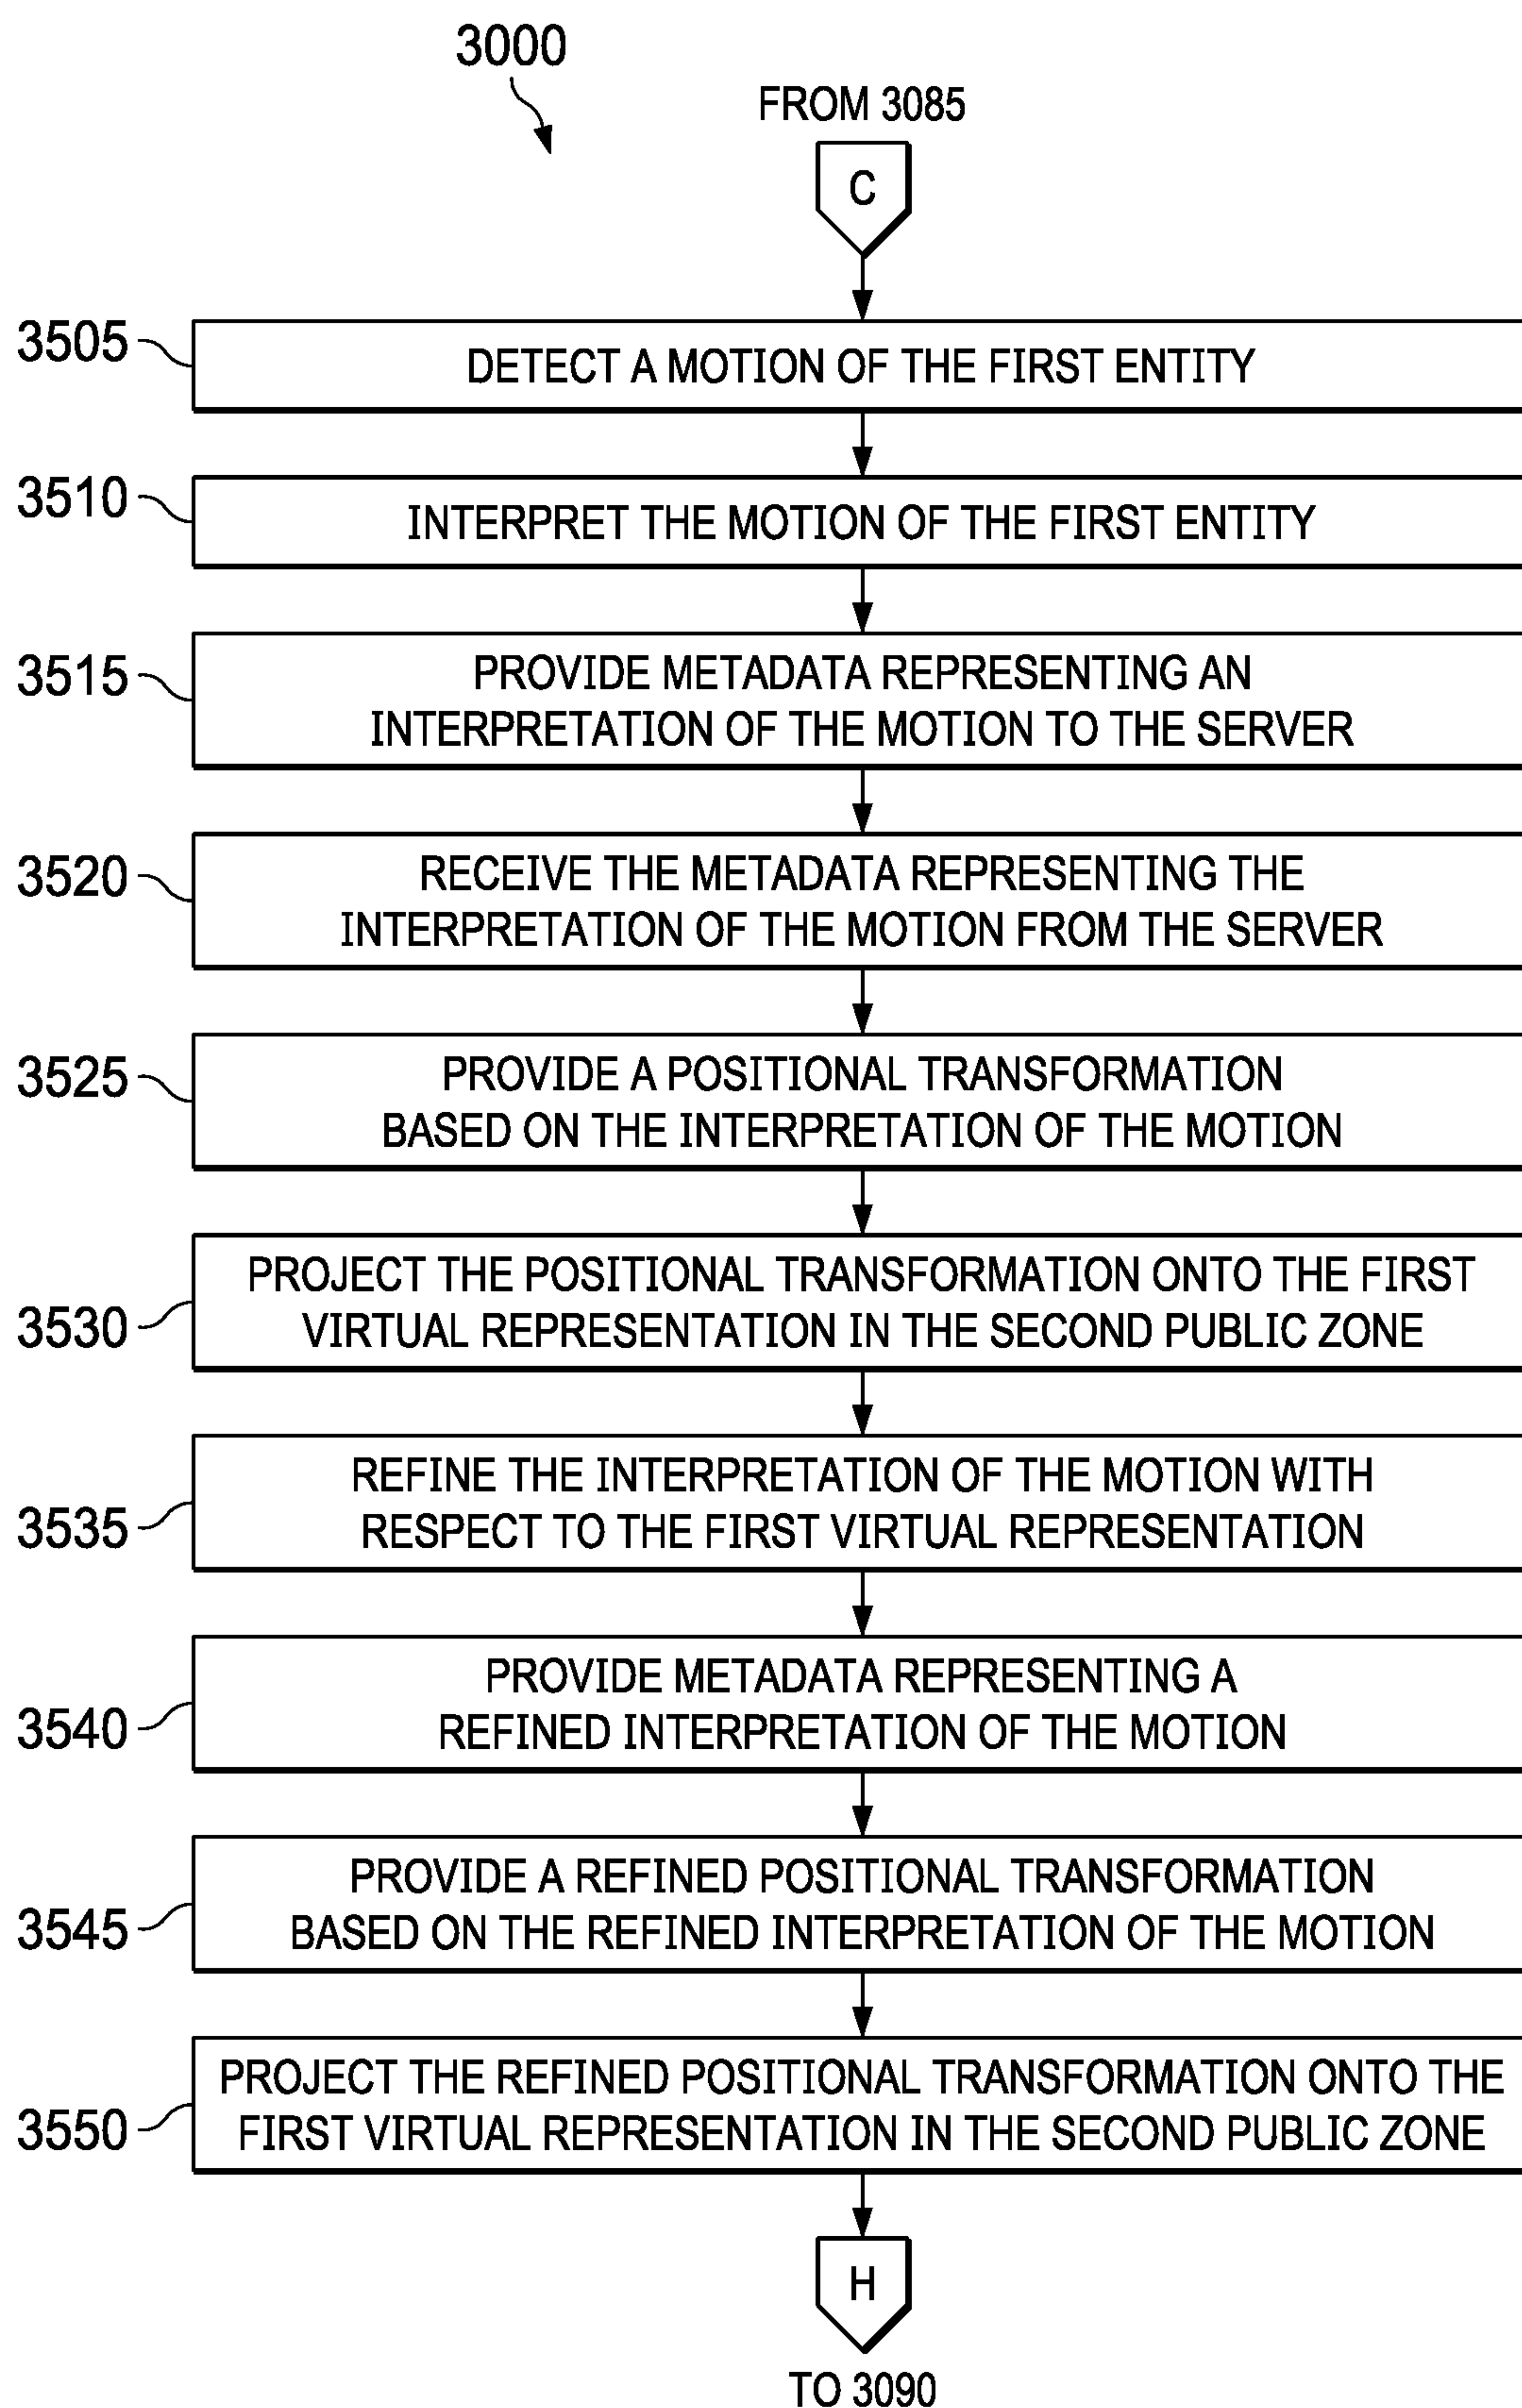 3000
FROM 3085
C
3505
DETECT A MOTION OF THE FIRST ENTITY
3510
INTERPRET THE MOTION OF THE FIRST ENTITY
3515
PROVIDE METADATA REPRESENTING AN
INTERPRETATION OF THE MOTION TO THE SERVER
3520
RECEIVE THE METADATA REPRESENTING THE
INTERPRETATION OF THE MOTION FROM THE SERVER
3525
PROVIDE A POSITIONAL TRANSFORMATION
BASED ON THE INTERPRETATION OF THE MOTION
3530
PROJECT THE POSITIONAL TRANSFORMATION ONTO THE FIRST
VIRTUAL REPRESENTATION IN THE SECOND PUBLIC ZONE
3535
REFINE THE INTERPRETATION OF THE MOTION WITH
RESPECT TO THE FIRST VIRTUAL REPRESENTATION
3540
PROVIDE METADATA REPRESENTING A
REFINED INTERPRETATION OF THE MOTION
3545
PROVIDE A REFINED POSITIONAL TRANSFORMATION
BASED ON THE REFINED INTERPRETATION OF THE MOTION
3550
PROJECT THE REFINED POSITIONAL TRANSFORMATION ONTO THE
FIRST VIRTUAL REPRESENTATION IN THE SECOND PUBLIC ZONE
H
TO 3090